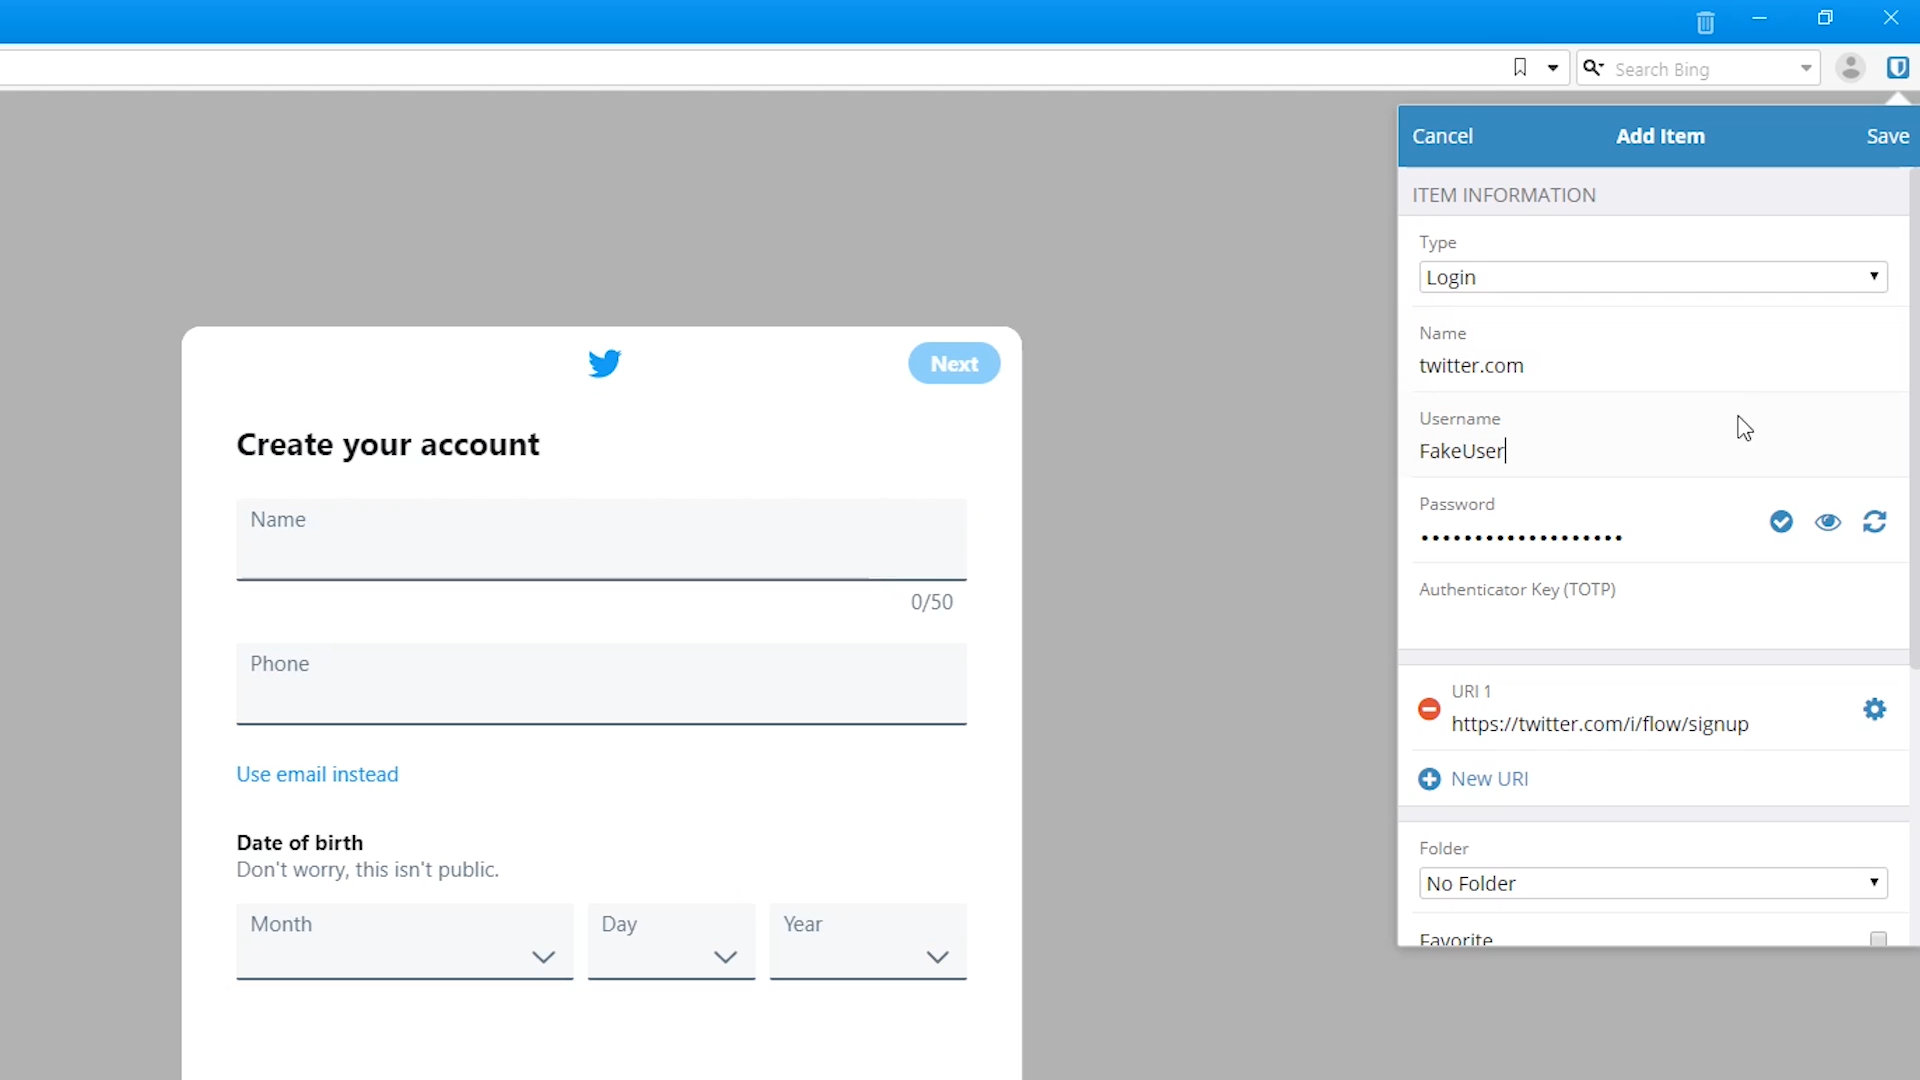 Search Bing
Cancel
Add Item
Save
ITEM INFORMATION
Type
Login
Name
twitter.com
Username
FakeUser
Password
•••••••••••••••••••
Authenticator Key (TOTP)
URI 1
https://twitter.com/i/flow/signup
New URI
Folder
No Folder
Favorite
Next
Create your account
Name
0/50
Phone
Use email instead
Date of birth
Don't worry, this isn't public.
Month
Day
Year